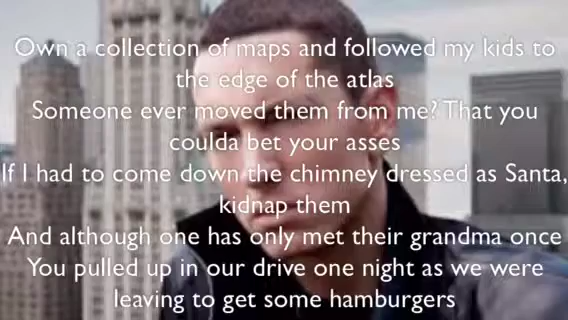 Own a collection of maps and followed my kids to
the edge of the atlas
Someone ever moved them from me? That you
coulda bet your asses
If I had to come down the chimney dressed as Santa,
kidnap them
And although one has only met their grandma once
You pulled up in our drive one night as we were
leaving to get some hamburgers